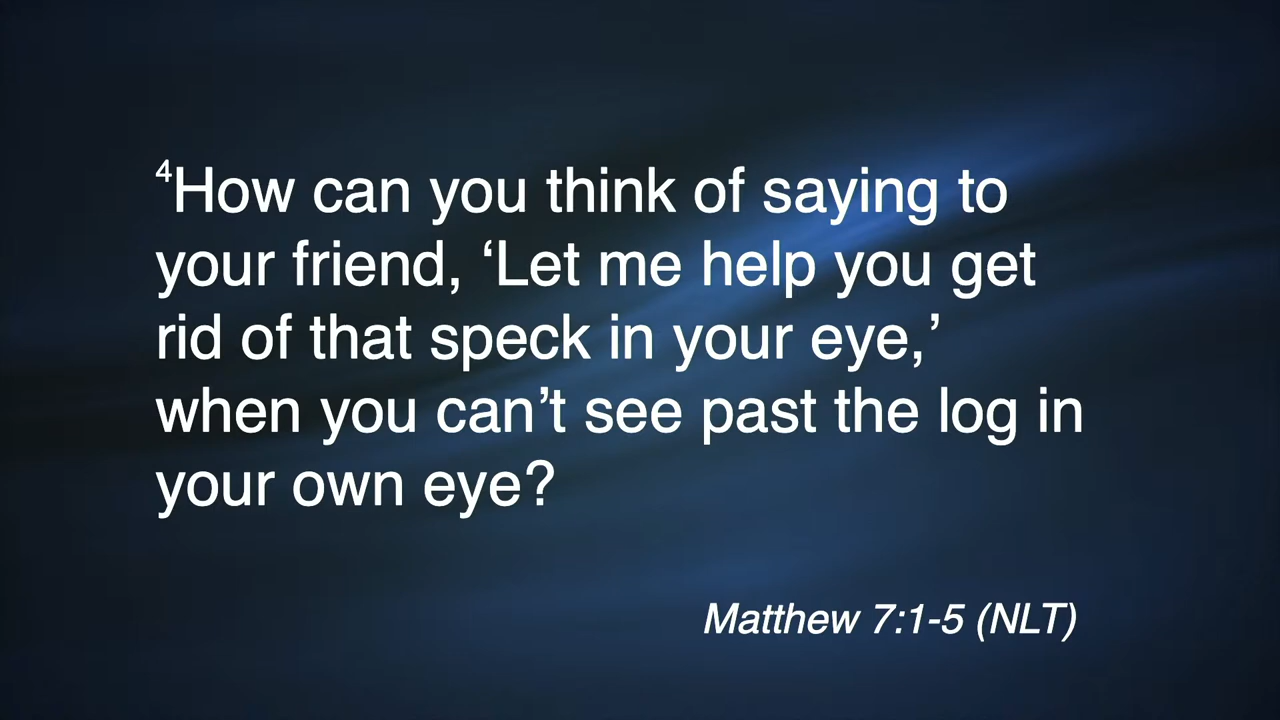 ⁴How can you think of saying to
your friend, ‘Let me help you get
rid of that speck in your eye,’
when you can’t see past the log in
your own eye?
Matthew 7:1-5 (NLT)